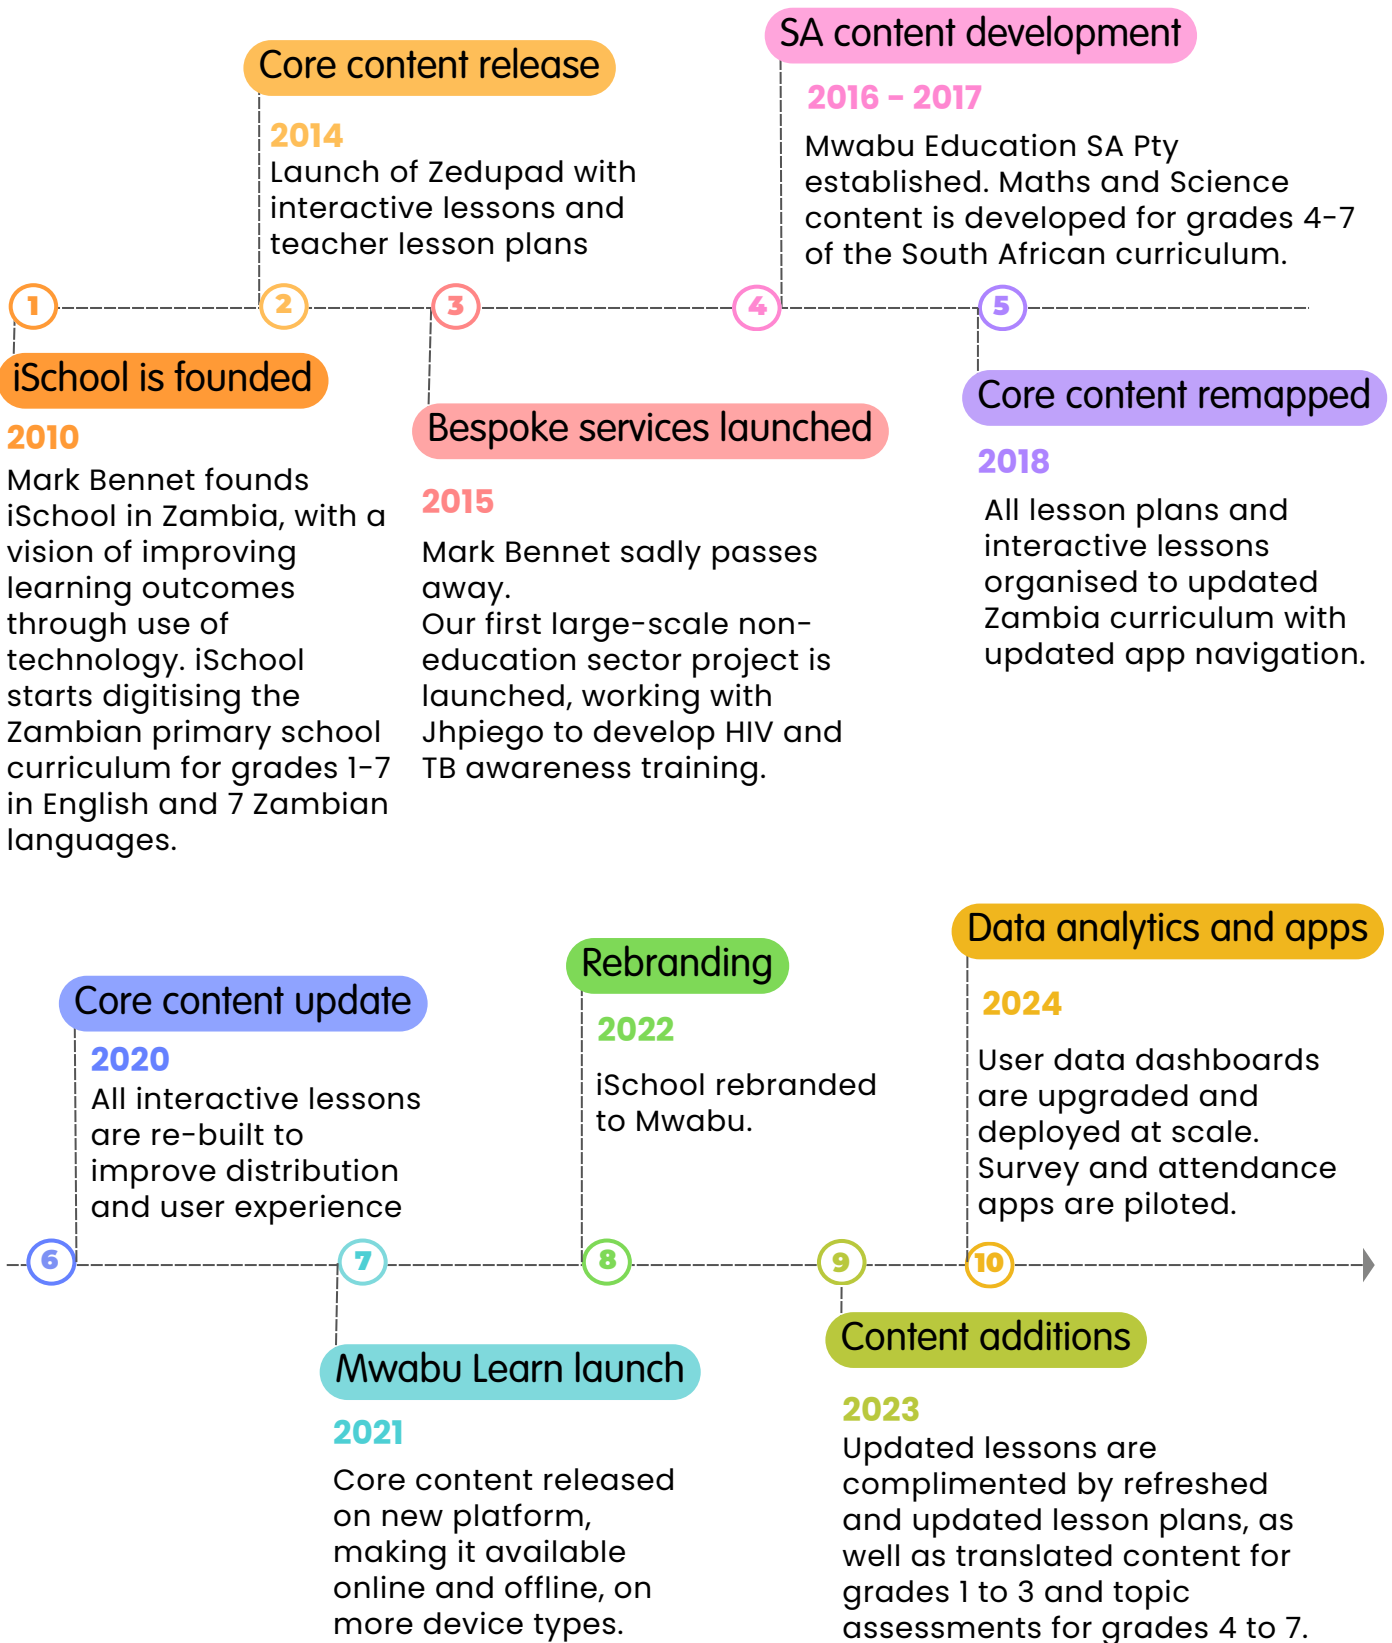 iSchool is founded
1
2010
Mark Bennet founds
iSchool in Zambia, with a
vision of improving
learning outcomes
through use of
technology. iSchool
starts digitising the
Zambian primary school
curriculum for grades 1-7
in English and 7 Zambian
languages.
Core content release
2
2014
Launch of Zedupad with
interactive lessons and
teacher lesson plans
3
Bespoke services launched
2015
Mark Bennet sadly passes
away.
Our first large-scale non-
education sector project is
launched, working with
Jhpiego to develop HIV and
TB awareness training.
SA content development
4
2016 - 2017
Mwabu Education SA Pty
established. Maths and Science
content is developed for grades 4-7
of the South African curriculum.
5
Core content remapped
2018
All lesson plans and
interactive lessons
organised to updated
Zambia curriculum with
updated app navigation.
Core content update
6
2020
All interactive lessons
are re-built to
improve distribution
and user experience
7
Mwabu Learn launch
2021
Core content released
on new platform,
making it available
online and offline, on
more device types.
Rebranding
8
2022
iSchool rebranded
to Mwabu.
9
Content additions
2023
Updated lessons are
complimented by refreshed
and updated lesson plans, as
well as translated content for
grades 1 to 3 and topic
assessments for grades 4 to 7.
Data analytics and apps
10
2024
User data dashboards
are upgraded and
deployed at scale.
Survey and attendance
apps are piloted.